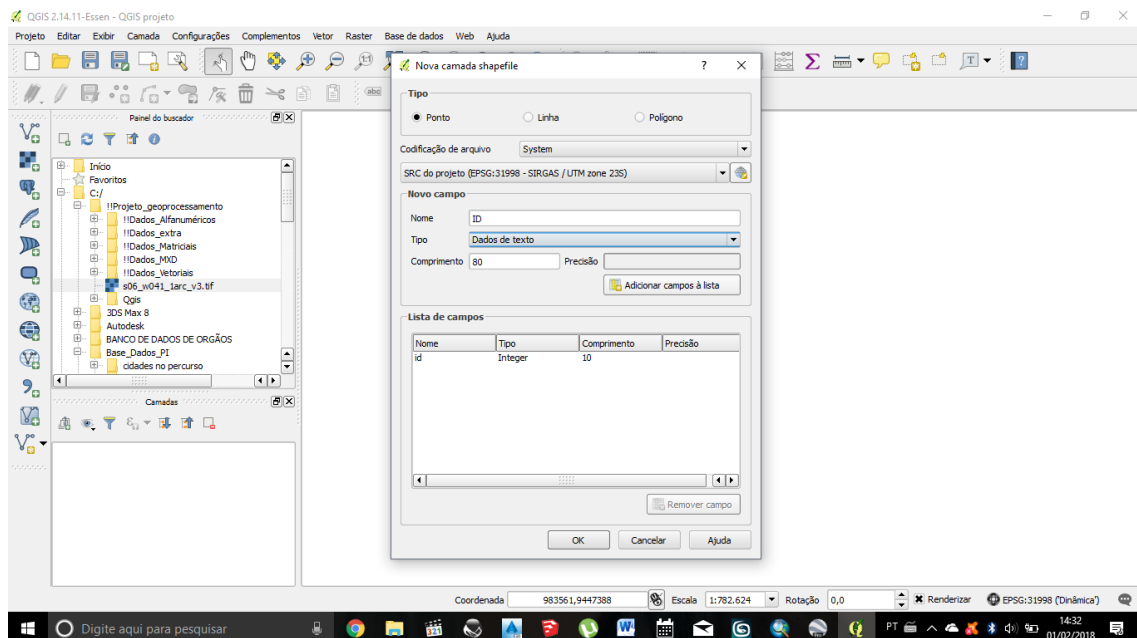 QGIS 2.14.11-Essen - QGIS projeto
Projeto Editar Exibir Camada Configurações Complementos Vetor Raster Base de dados Web Ajuda
Nova camada shapefile
Tipo
Ponto Linha Polígono
Codificação de arquivo System
SRC do projeto (EPSG:31998 - SIRGAS / UTM zone 23S)
Novo campo
Nome ID
Tipo Dados de texto
Comprimento 80 Precisão
Adicionar campos à lista
Lista de campos
Nome Tipo Comprimento Precisão
id Integer 10
Remover campo
OK Cancelar Ajuda
abc
Painel do buscador
Início
Favoritos
C:/
!!Projeto_geoprocessamento
!!Dados_Alfanuméricos
!!Dados_extra
!!Dados_Matriciais
!!Dados_MXD
!!Dados_Vetoriais
s06_w041_1arc_v3.tif
Qgis
3DS Max 8
Autodesk
BANCO DE DADOS DE ORGÃOS
Base_Dados_PI
cidades no percurso
Camadas
Coordenada 983561,9447388 Escala 1:782.624 Rotação 0,0 Renderizar EPSG:31998 ('Dinâmica')
Digite aqui para pesquisar
321
PT
14:32
01/02/2018